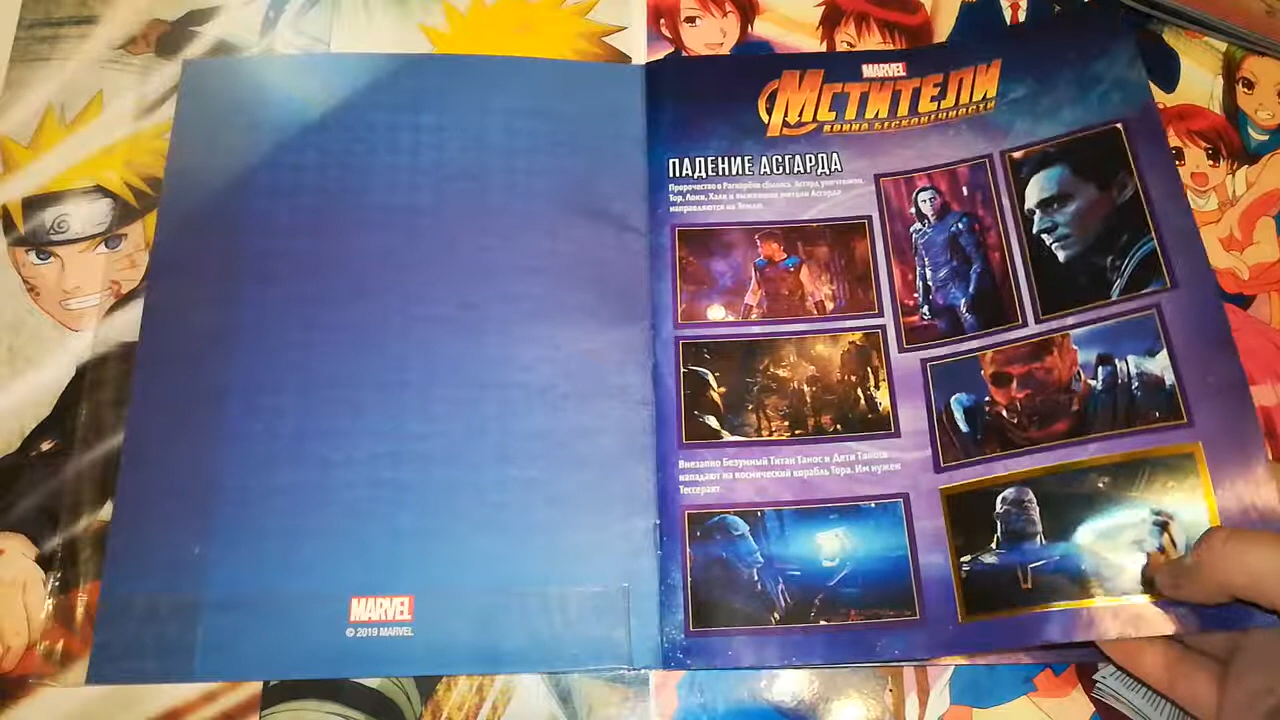 MARVEL
© 2019 MARVEL
MARVEL
МСТИТЕЛИ
ВОЙНА БЕСКОНЕЧНОСТИ
ПАДЕНИЕ АСГАРДА
Пророчество о Рагнарёке сбылось. Асгард уничтожен.
Тор, Локи, Халк и выжившие жители Асгарда
направляются на Землю.
Внезапно Безумный Титан Танос и Дети Таноса
нападают на космический корабль Тора. Им нужен
Тессеракт.